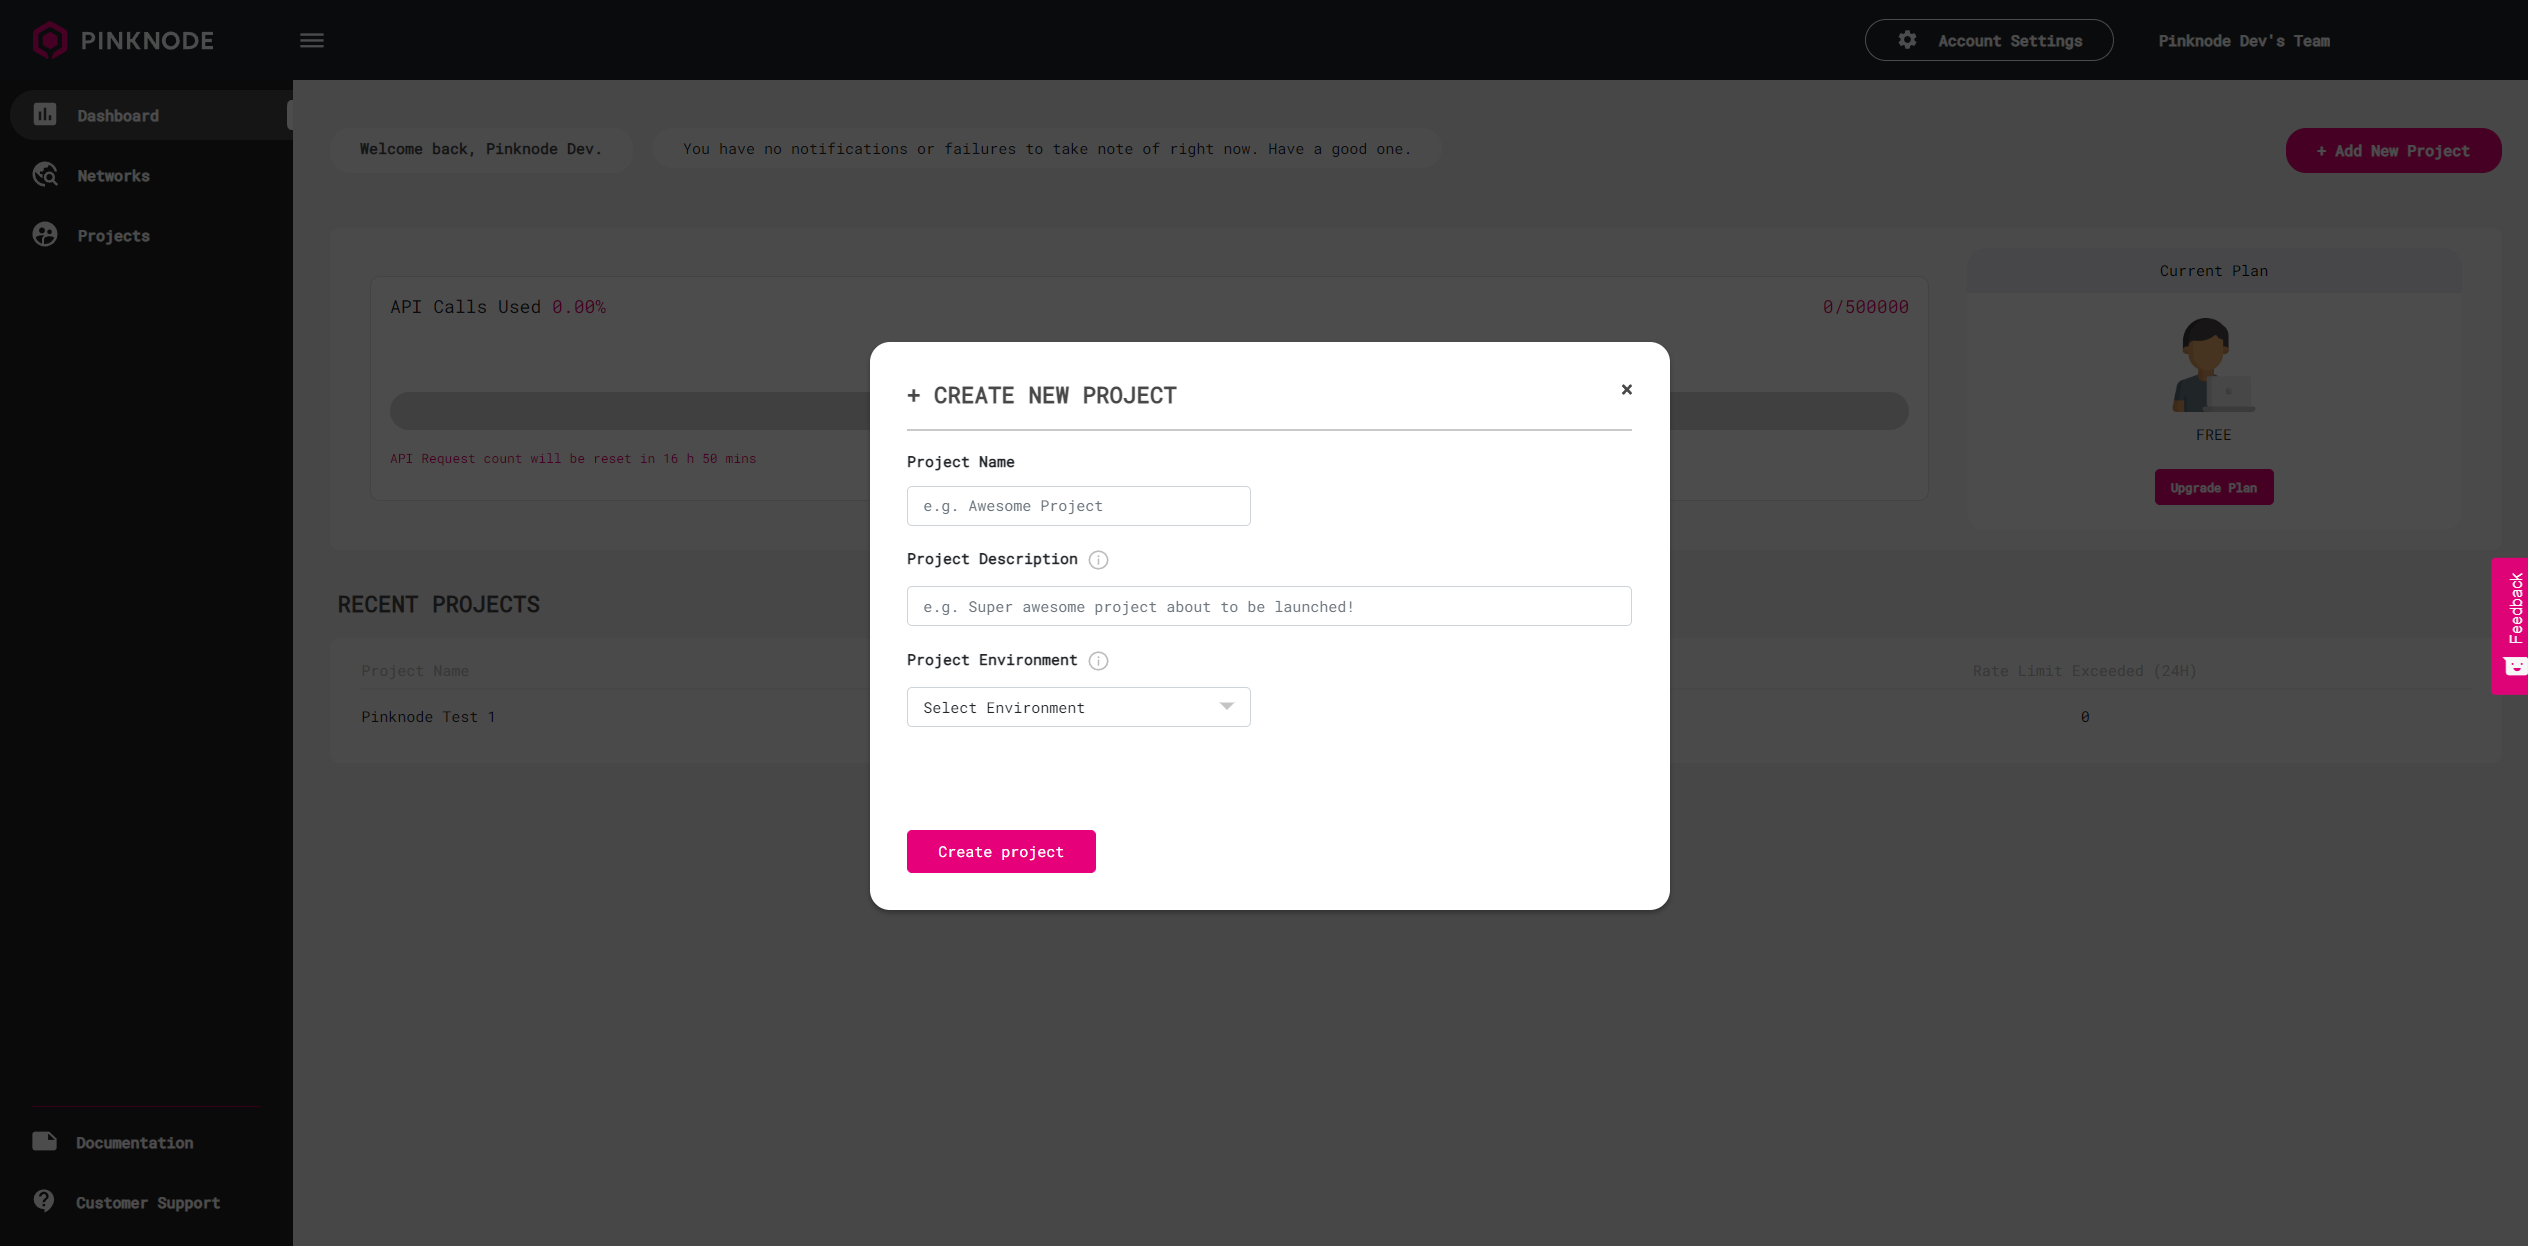 PINKNODE
Account Settings
Pinknode Dev's Team
Dashboard
Networks
Projects
Welcome back, Pinknode Dev.
You have no notifications or failures to take note of right now. Have a good one.
+ Add New Project
API Calls Used 0.00%
0/500000
API Request count will be reset in 16 h 50 mins
Current Plan
FREE
Upgrade Plan
+ CREATE NEW PROJECT
×
Project Name
e.g. Awesome Project
Project Description
e.g. Super awesome project about to be launched!
Project Environment
Select Environment
Create project
RECENT PROJECTS
Project Name
Rate Limit Exceeded (24H)
Pinknode Test 1
0
Feedback
Documentation
Customer Support